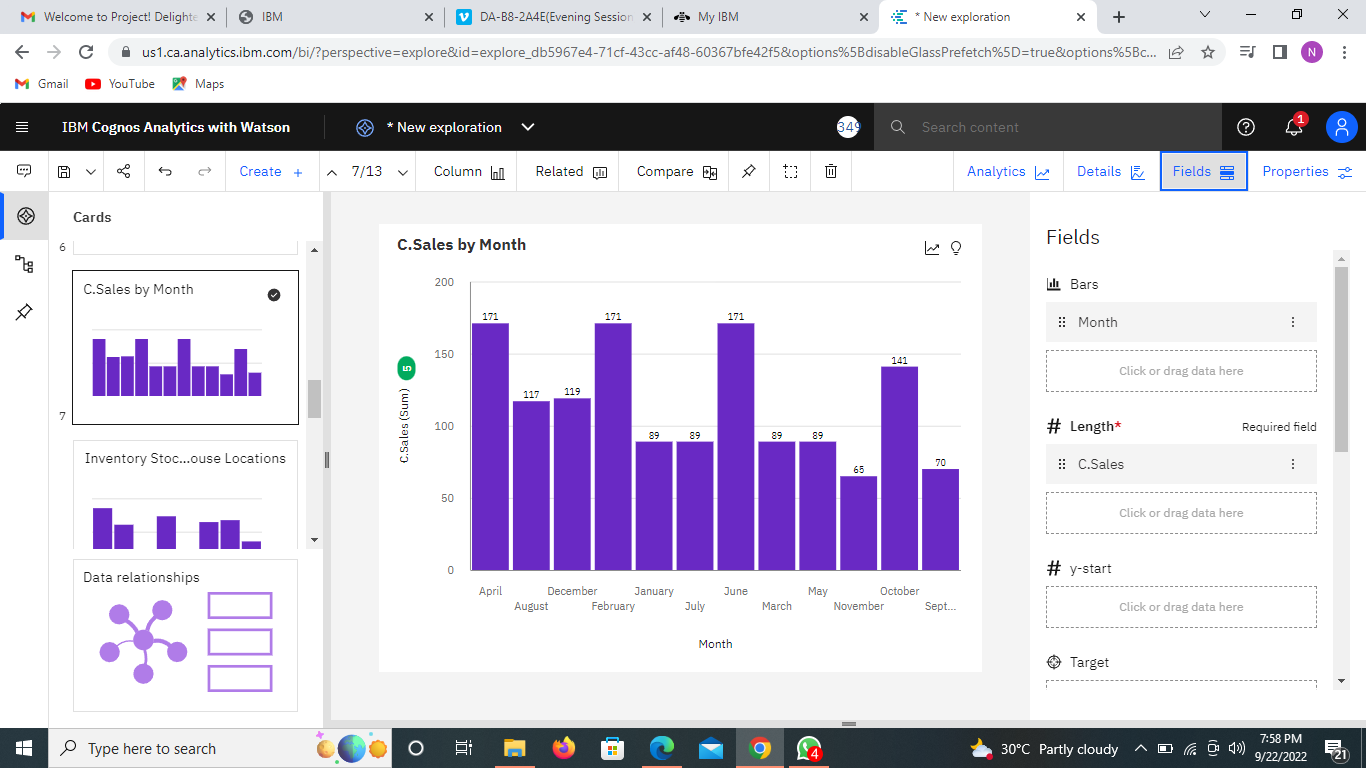 Welcome to Project! Delighte
IBM
DA-B8-2A4E(Evening Session
My IBM
* New exploration
us1.ca.analytics.ibm.com/bi/?perspective=explore&id=explore_db5967e4-71cf-43cc-af48-60367bfe42f5&options%5BdisableGlassPrefetch%5D=true&options%5Bc...
N
Gmail
YouTube
Maps
IBM Cognos Analytics with Watson
* New exploration
349
Search content
1
Create +
7/13
Column
Related
Compare
Analytics
Details
Fields
Properties
Cards
6
C.Sales by Month
7
Inventory Stoc...ouse Locations
Data relationships
C.Sales by Month
200
150
100
50
0
5
C.Sales (Sum)
171
117
119
171
89
89
171
89
89
65
141
70
April
August
December
February
January
July
June
March
May
November
October
Sept...
Month
Fields
Bars
Month
Click or drag data here
# Length*
Required field
C.Sales
Click or drag data here
# y-start
Click or drag data here
Target
Type here to search
4
30°C Partly cloudy
7:58 PM
9/22/2022
21